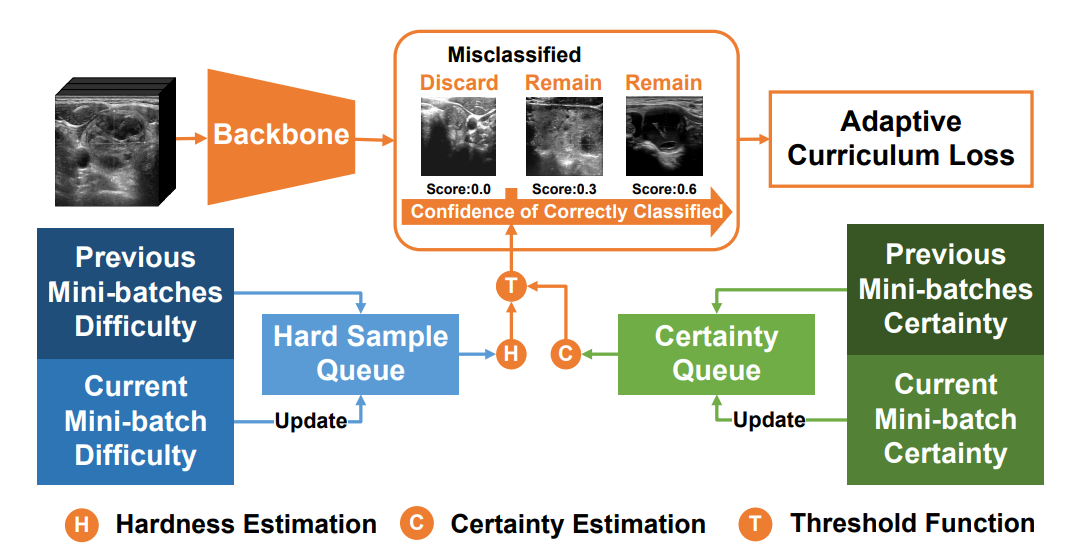 Misclassified
Discard Remain Remain
Backbone
Score:0.0 Score:0.3 Score:0.6
Confidence of Correctly Classified
Adaptive
Curriculum Loss
Previous
Mini-batches
Difficulty
Current
Mini-batch
Difficulty
Update
Hard Sample
Queue
T
H
C
Certainty
Queue
Update
Previous
Mini-batches
Certainty
Current
Mini-batch
Certainty
H Hardness Estimation
C Certainty Estimation
T Threshold Function